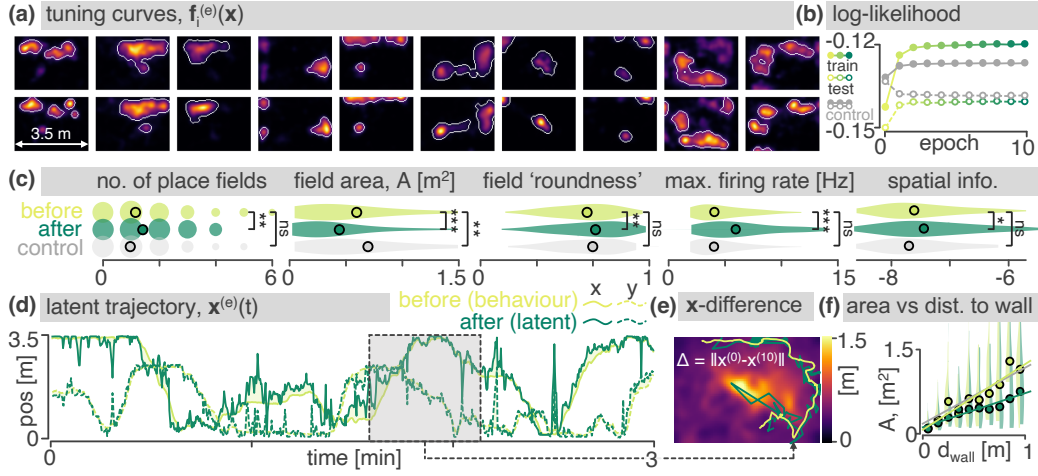 (a) tuning curves, f_i^(e)(x)
3.5 m
(b) log-likelihood
-0.12
train
test
control
-0.15
0 epoch 10
(c) no. of place fields field area, A [m²] field 'roundness' max. firing rate [Hz] spatial info.
before
after
control
** ns
*** ** 
** ns
** ns
* ns
0 6 0 1.5 0 1 0 15 -8 -6
(d) latent trajectory, x^(e)(t)
x y
before (behaviour)
after (latent)
3.5
pos [m]
0
0 time [min] 3
(e) x-difference
Δ = ||x^(0)-x^(10)||
1
[m]
0
(f) area vs dist. to wall
1.5
A, [m²]
0
0 d_wall [m] 1